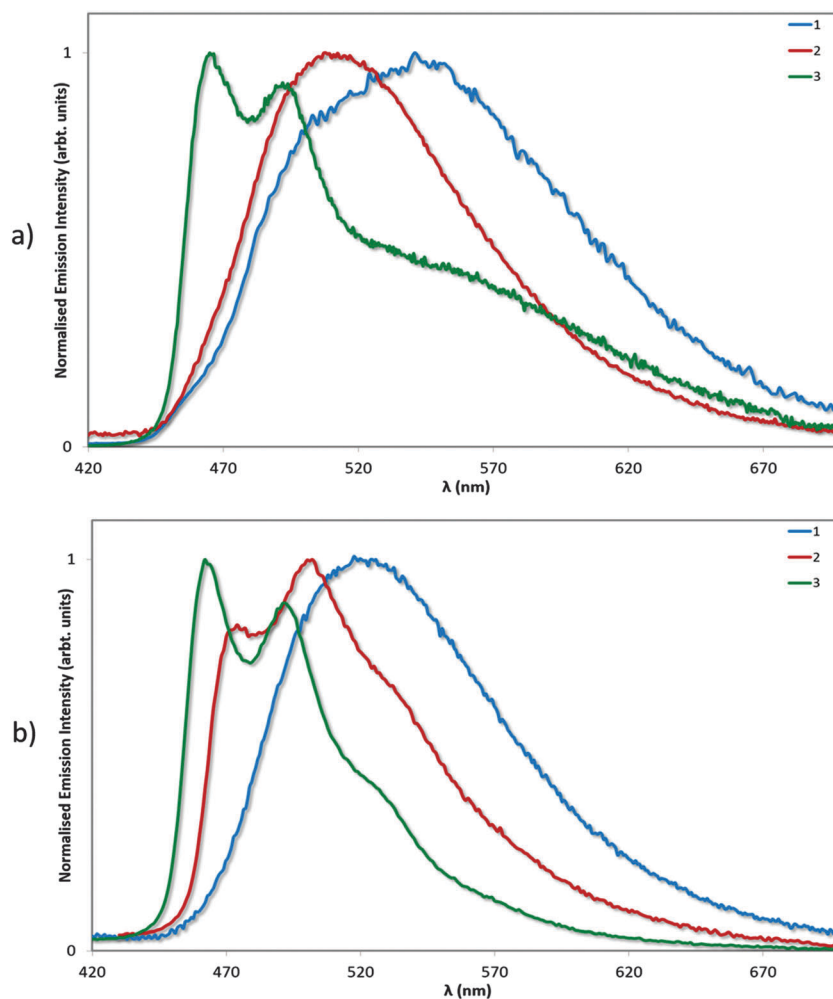 a)
Normalised Emission Intensity (arbt. units)
1
0
420 470 520 570 620 670
λ (nm)
1
2
3
b)
Normalised Emission Intensity (arbt. units)
1
0
420 470 520 570 620 670
λ (nm)
1
2
3